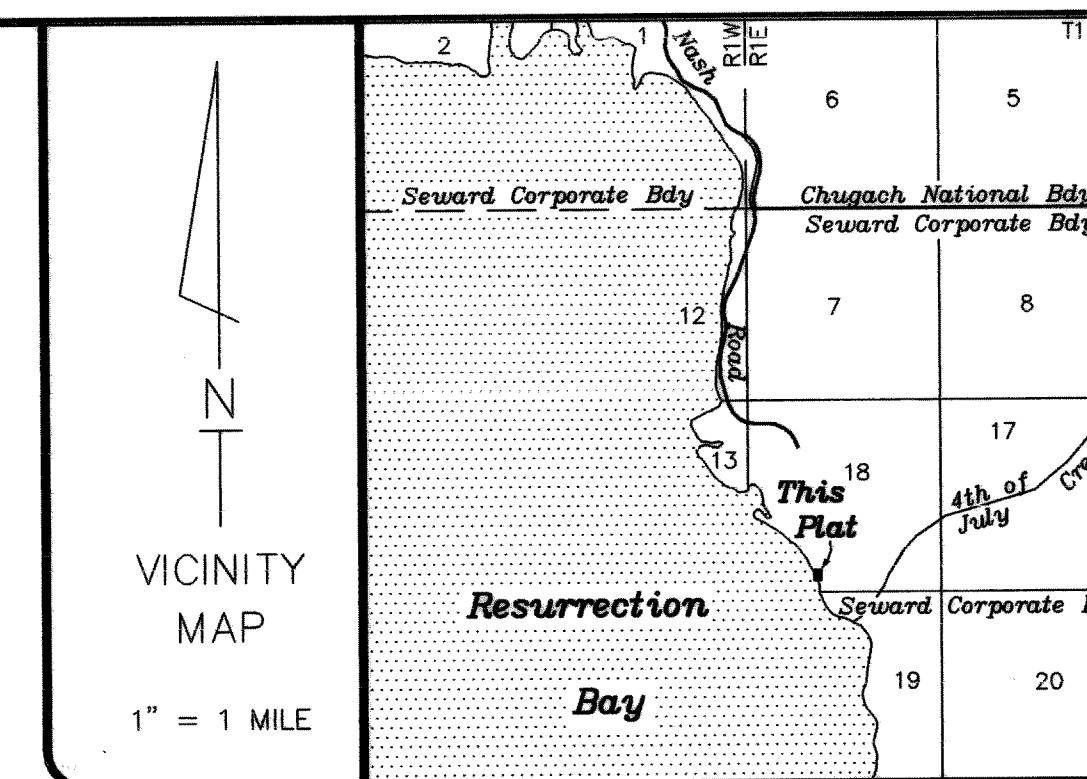 N
VICINITY
MAP
1" = 1 MILE
2
1
Nash
R1W
R1E
T1
6
5
Seward Corporate Bdy
Chugach National Bdy
Seward Corporate Bdy
12
Road
7
8
13
18
17
This
Plat
4th of
July
Cre
Resurrection
Bay
Seward Corporate
19
20